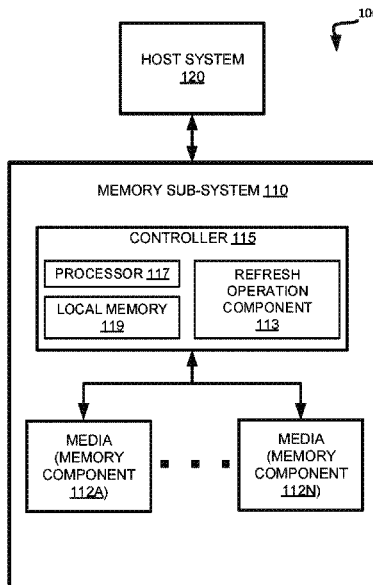 10
HOST SYSTEM
120
MEMORY SUB-SYSTEM 110
CONTROLLER 115
PROCESSOR 117
LOCAL MEMORY
119
REFRESH
OPERATION
COMPONENT
113
MEDIA
(MEMORY
COMPONENT
112A)
MEDIA
(MEMORY
COMPONENT
112N)